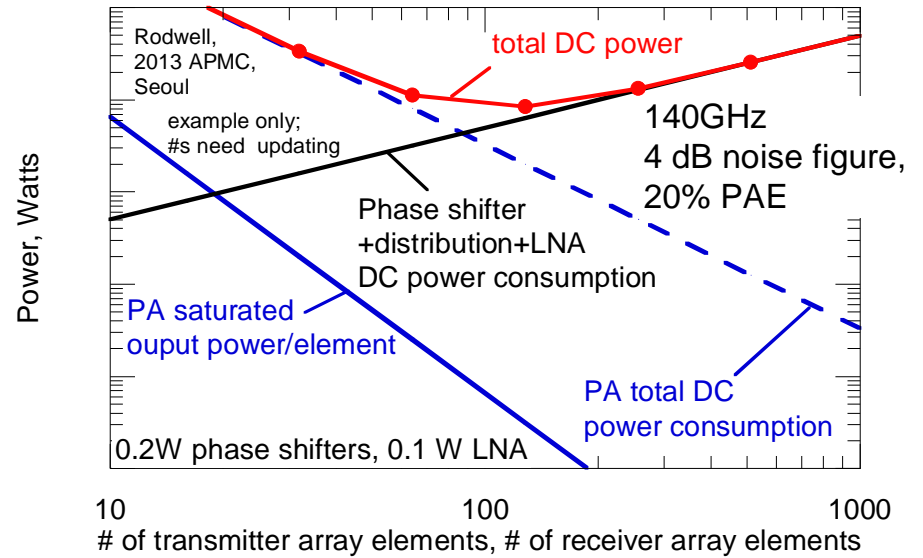 Rodwell,
2013 APMC,
Seoul
total DC power
example only;
#s need  updating
140GHz
4 dB noise figure,
20% PAE
Phase shifter
+distribution+LNA
DC power consumption
Power, Watts
PA saturated
ouput power/element
PA total DC
power consumption
0.2W phase shifters, 0.1 W LNA
10
100
1000
# of transmitter array elements, # of receiver array elements